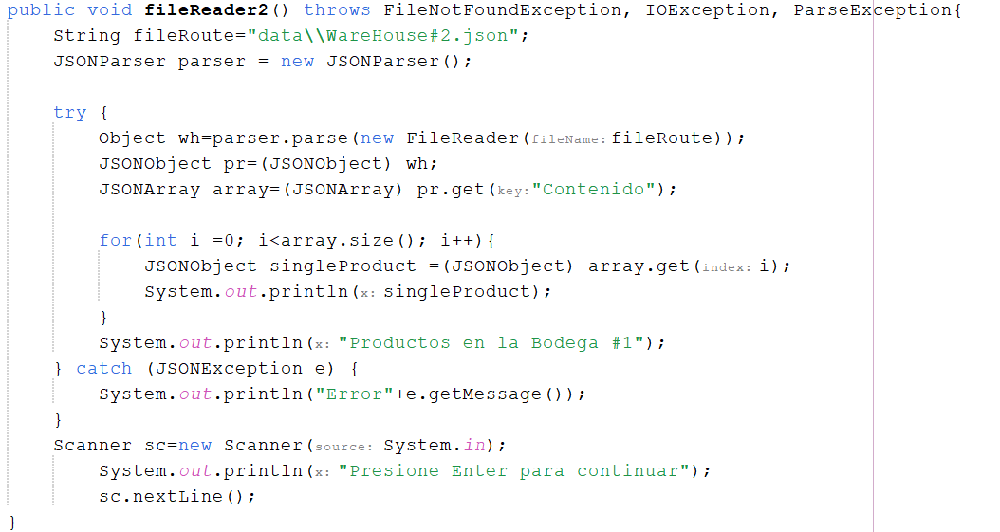 public void fileReader2() throws FileNotFoundException, IOException, ParseException{
String fileRoute="data\\WareHouse#2.json";
JSONParser parser = new JSONParser();
try {
Object wh=parser.parse(new FileReader(fileName: fileRoute));
JSONObject pr=(JSONObject) wh;
JSONArray array=(JSONArray) pr.get(key:"Contenido");
for(int i =0; i<array.size(); i++){
JSONObject singleProduct =(JSONObject) array.get(index: i);
System.out.println(x: singleProduct);
}
System.out.println(x: "Productos en la Bodega #1");
} catch (JSONException e) {
System.out.println("Error"+e.getMessage());
}
Scanner sc=new Scanner(source: System.in);
System.out.println(x: "Presione Enter para continuar");
sc.nextLine();
}